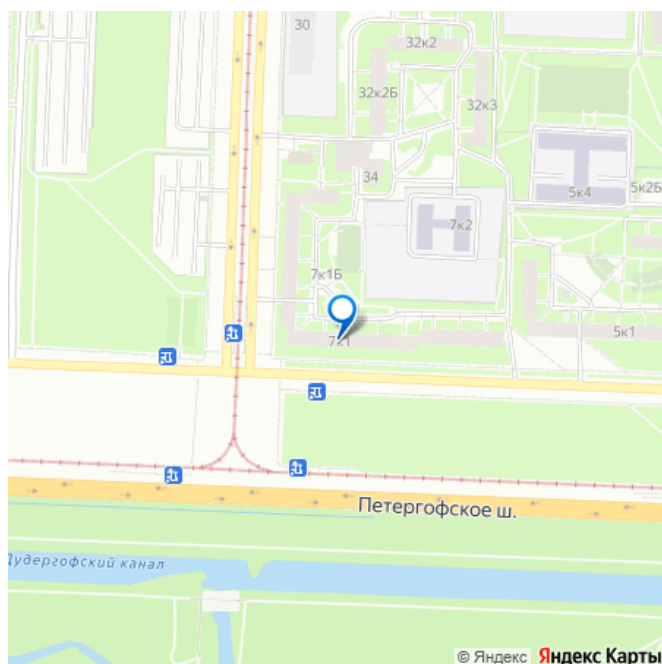 30
32к2
32к2Б
32к3
34
5к4
5к2Б
7к2
7к1Б
7к1
5к1
Петергофское ш.
Дудергофский канал
© Яндекс Яндекс Карты